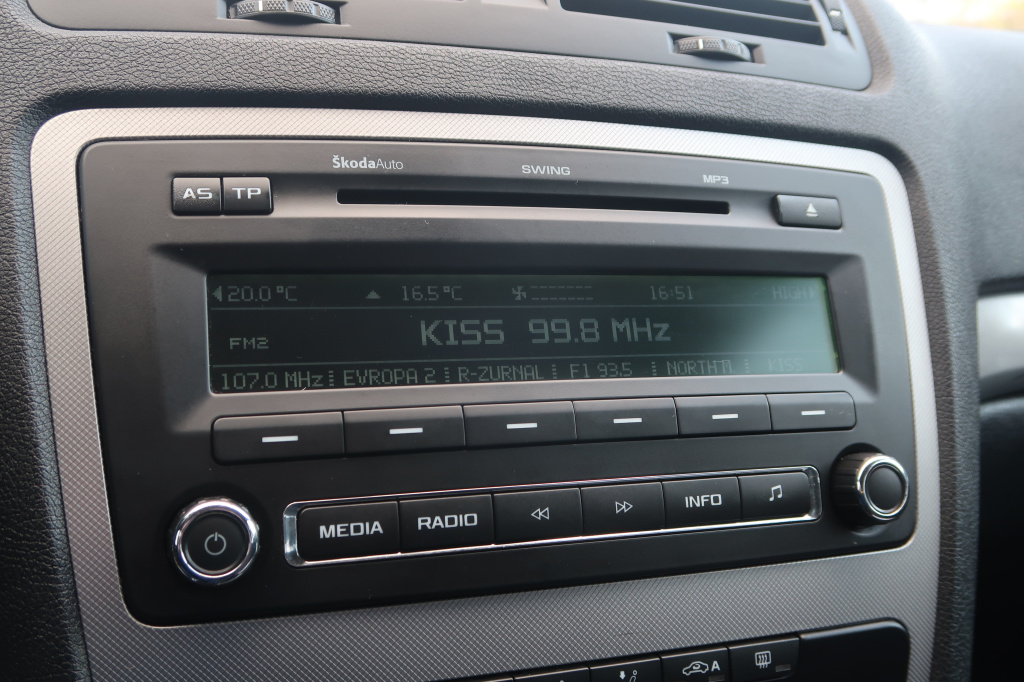 ŠkodaAuto SWING MP3
AS TP
20.0°C 16.5°C 16:51 HIGH
FM2 KISS 99.8 MHz
107.0 MHz EVROPA 2 R-ZURNAL F1 93.5 KISS
MEDIA RADIO INFO
A